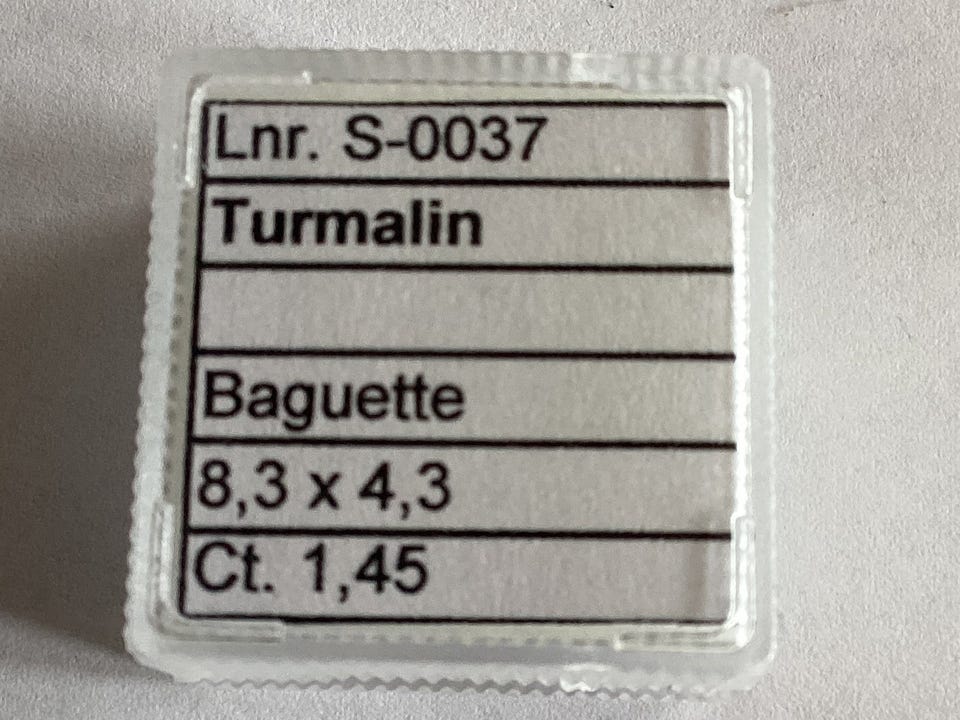 Lnr. S-0037
Turmalin
Baguette
8,3 x 4,3
Ct. 1,45